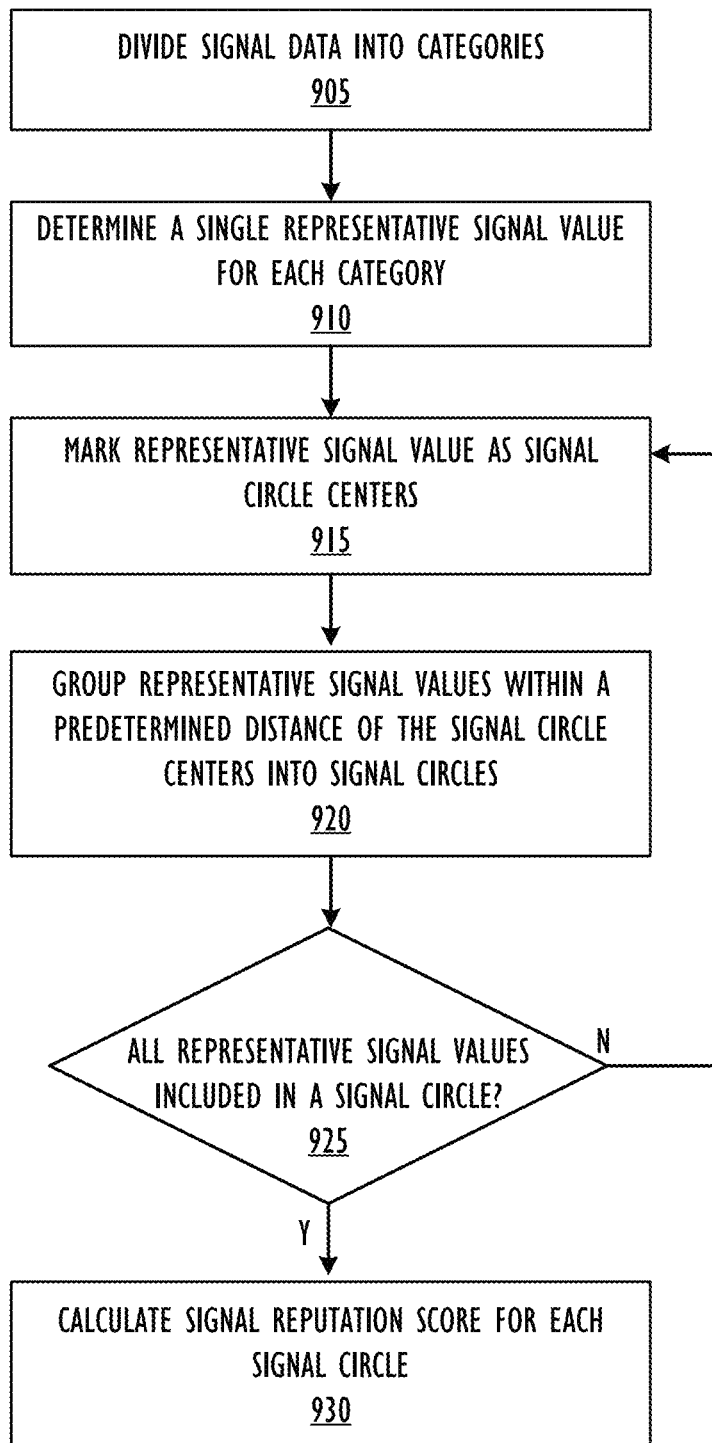 DIVIDE SIGNAL DATA INTO CATEGORIES
905
DETERMINE A SINGLE REPRESENTATIVE SIGNAL VALUE
FOR EACH CATEGORY
910
MARK REPRESENTATIVE SIGNAL VALUE AS SIGNAL
CIRCLE CENTERS
915
GROUP REPRESENTATIVE SIGNAL VALUES WITHIN A
PREDETERMINED DISTANCE OF THE SIGNAL CIRCLE
CENTERS INTO SIGNAL CIRCLES
920
ALL REPRESENTATIVE SIGNAL VALUES
INCLUDED IN A SIGNAL CIRCLE?
925
N
Y
CALCULATE SIGNAL REPUTATION SCORE FOR EACH
SIGNAL CIRCLE
930